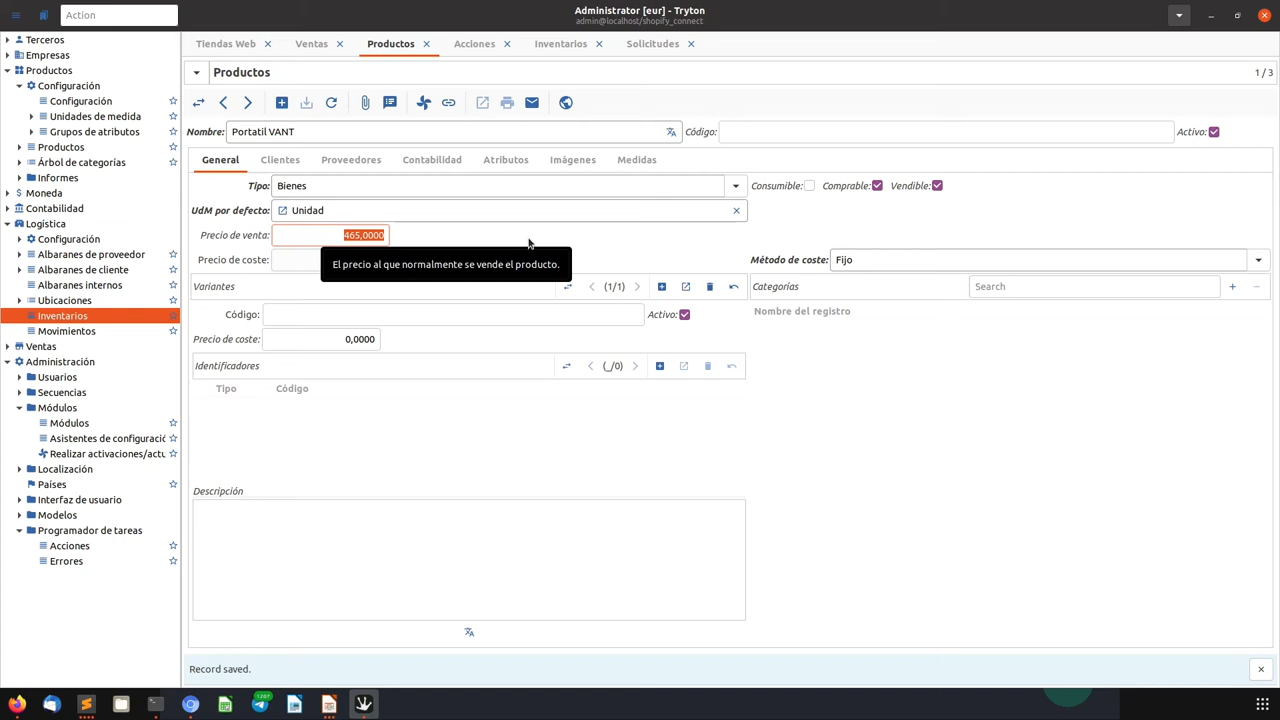 Action
Administrator [eur] - Tryton
admin@localhost/shopify_connect
Terceros
Empresas
Productos
Configuración
Configuración
Unidades de medida
Grupos de atributos
Productos
Árbol de categorías
Informes
Moneda
Contabilidad
Logística
Configuración
Albaranes de proveedor
Albaranes de cliente
Albaranes internos
Ubicaciones
Inventarios
Movimientos
Ventas
Administración
Usuarios
Secuencias
Módulos
Módulos
Asistentes de configuració
Realizar activaciones/actu
Localización
Países
Interfaz de usuario
Modelos
Programador de tareas
Acciones
Errores
Tiendas Web
Ventas
Productos
Acciones
Inventarios
Solicitudes
Productos
1 / 3
Nombre: Portatil VANT
Código:
Activo:
General
Clientes
Proveedores
Contabilidad
Atributos
Imágenes
Medidas
Tipo: Bienes
Consumible:
Comprable:
Vendible:
UdM por defecto: Unidad
Precio de venta: 465,0000
Precio de coste:
El precio al que normalmente se vende el producto.
Método de coste: Fijo
Variantes
(1/1)
Categorías
Search
Nombre del registro
Código:
Activo:
Precio de coste: 0,0000
Identificadores
(_/0)
Tipo
Código
Descripción
Record saved.
1207